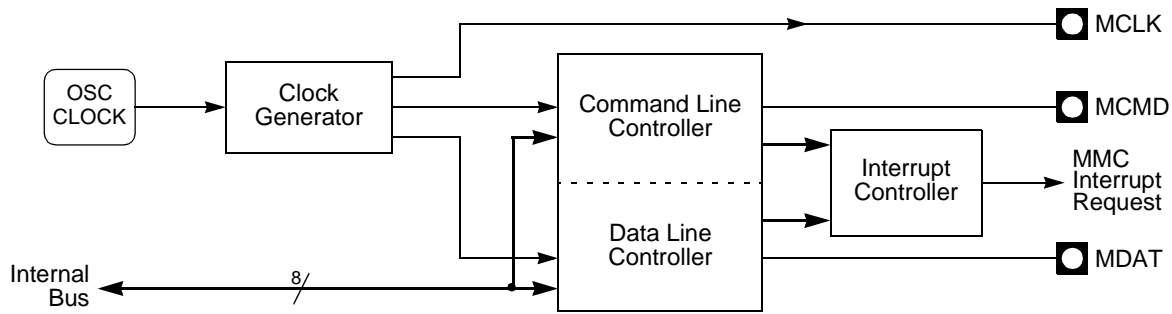 OSC
CLOCK
Clock
Generator
Command Line
Controller
Data Line
Controller
Interrupt
Controller
MCLK
MCMD
MMC
Interrupt
Request
MDAT
Internal
Bus
8